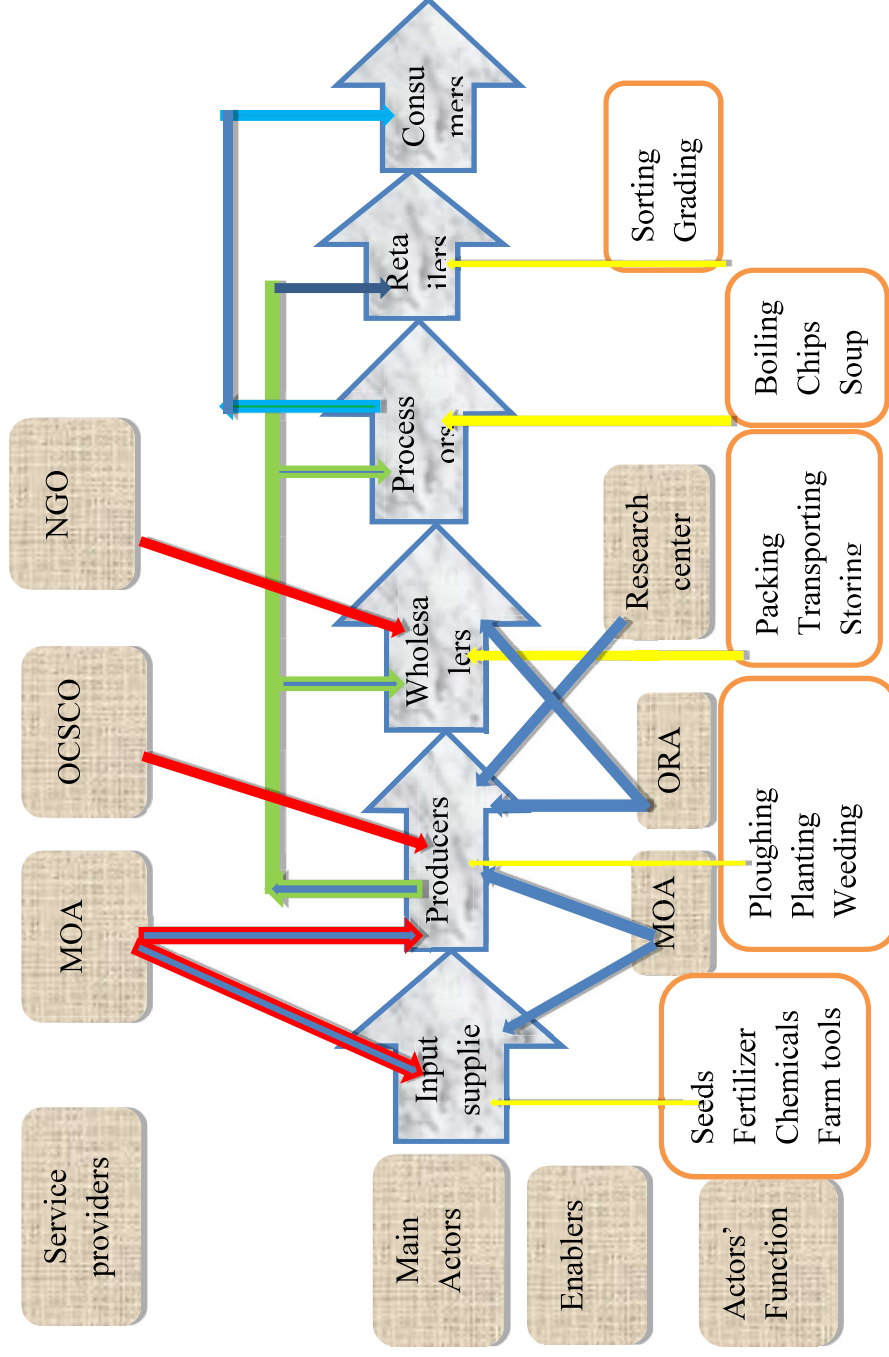 Service
providers
MOA
OCSCO
NGO
Main
Actors
Input
supplie
Producers
Wholesa
lers
Process
ors
Reta
ilers
Consu
mers
Enablers
MOA
ORA
Research
center
Actors’
Function
Seeds
Fertilizer
Chemicals
Farm tools
Ploughing
Planting
Weeding
Packing
Transporting
Storing
Boiling
Chips
Soup
Sorting
Grading